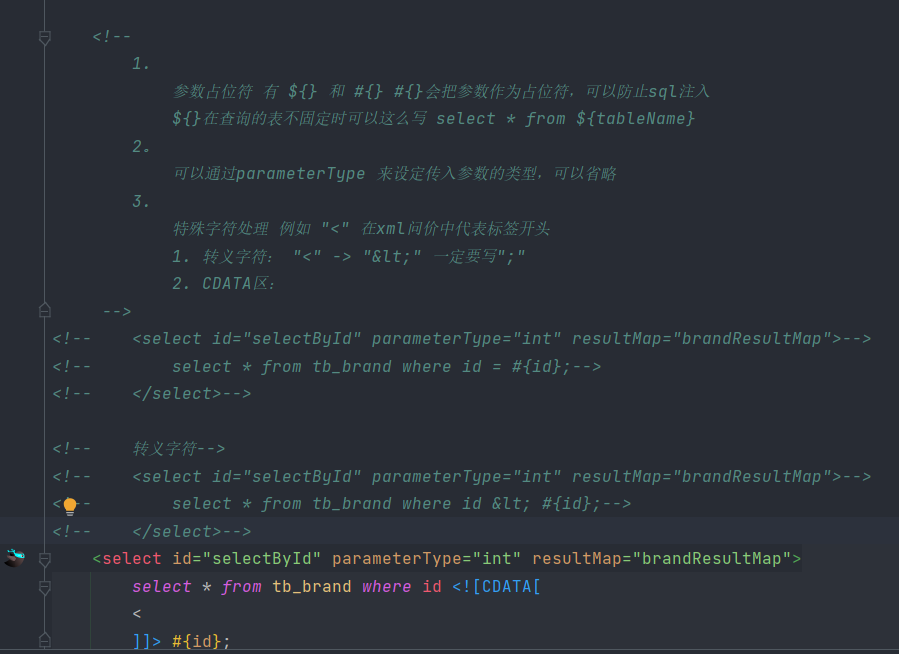 <!--
1.
参数占位符 有 ${} 和 #{} #{}会把参数作为占位符，可以防止sql注入
${}在查询的表不固定时可以这么写 select * from ${tableName}
2。
可以通过parameterType 来设定传入参数的类型，可以省略
3.
特殊字符处理 例如 "<" 在xml问价中代表标签开头
1. 转义字符： "<" -> "&lt;" 一定要写";"
2. CDATA区：
-->
<!--    <select id="selectById" parameterType="int" resultMap="brandResultMap">-->
<!--        select * from tb_brand where id = #{id};-->
<!--    </select>-->
<!--    转义字符-->
<!--    <select id="selectById" parameterType="int" resultMap="brandResultMap">-->
<!--        select * from tb_brand where id &lt; #{id};-->
<!--    </select>-->
<select id="selectById" parameterType="int" resultMap="brandResultMap">
select * from tb_brand where id <![CDATA[
<
]]> #{id};